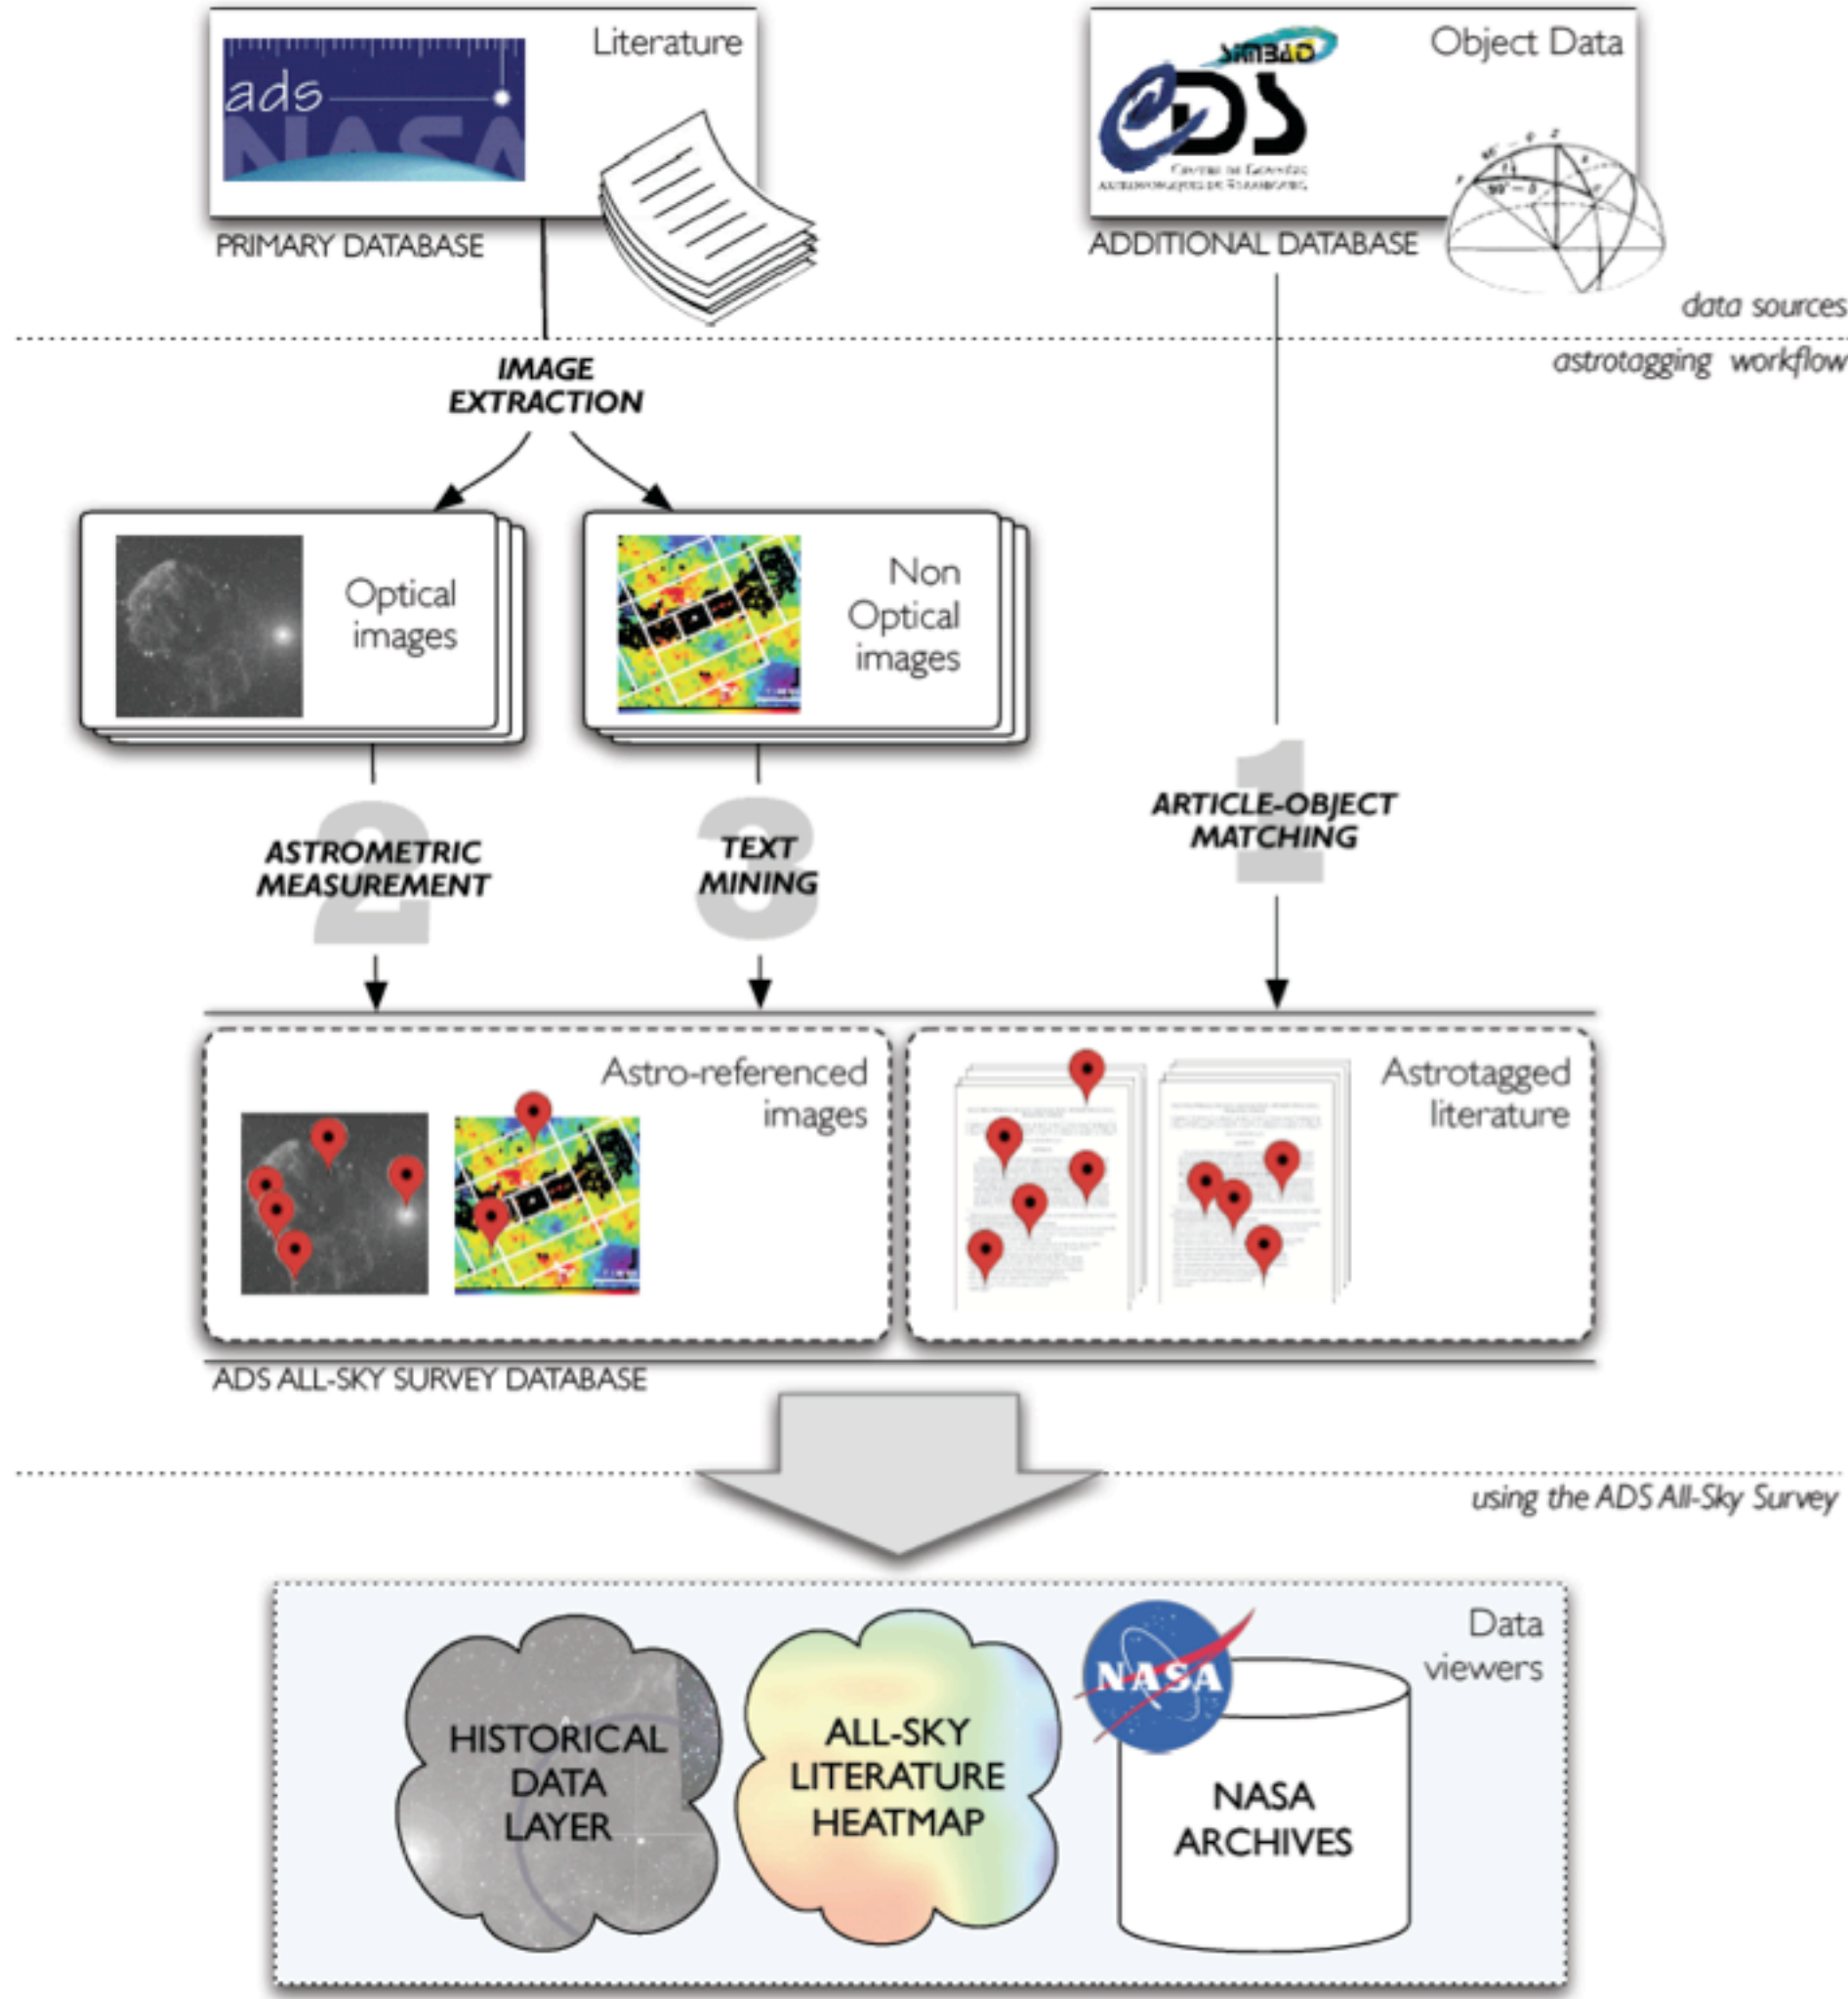 Literature
ads
NASA
PRIMARY DATABASE
SIMBAD
Object Data
CDS
ADDITIONAL DATABASE
data sources
astrotagging workflow
IMAGE
EXTRACTION
Optical
images
Non
Optical
images
2
ASTROMETRIC
MEASUREMENT
3
TEXT
MINING
1
ARTICLE-OBJECT
MATCHING
Astro-referenced
images
Astrotagged
literature
ADS ALL-SKY SURVEY DATABASE
using the ADS All-Sky Survey
Data
viewers
HISTORICAL
DATA
LAYER
ALL-SKY
LITERATURE
HEATMAP
NASA
NASA
ARCHIVES